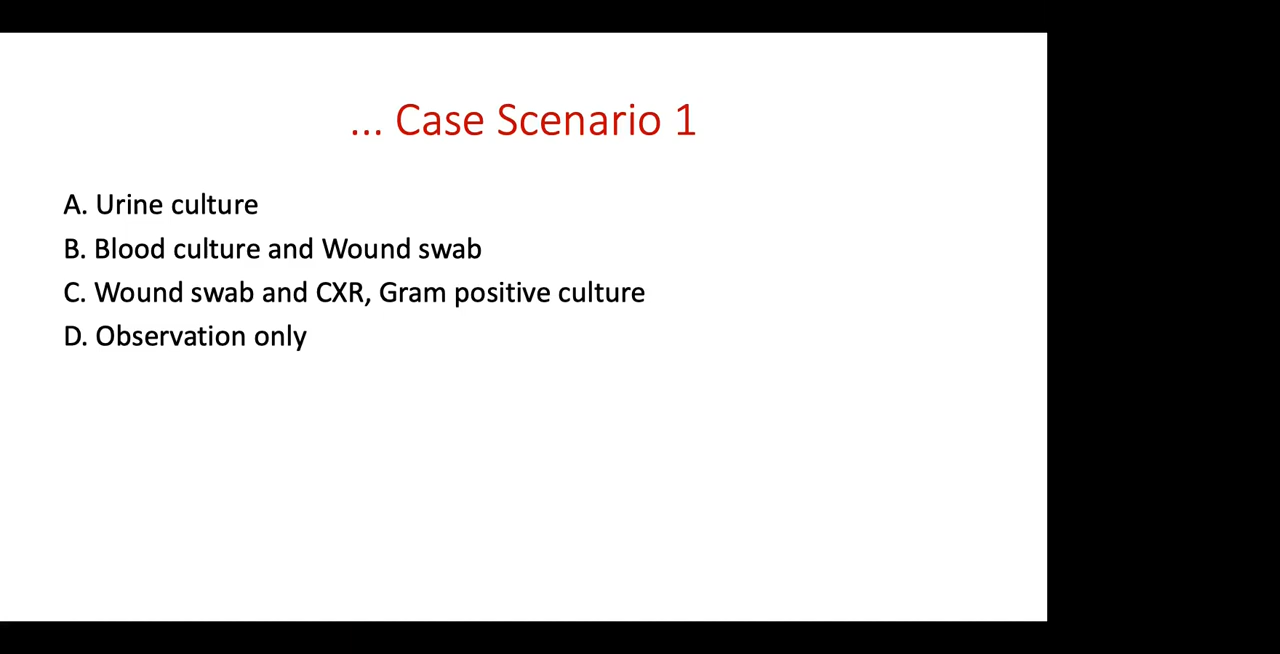 ... Case Scenario 1
A. Urine culture
B. Blood culture and Wound swab
C. Wound swab and CXR, Gram positive culture
D. Observation only